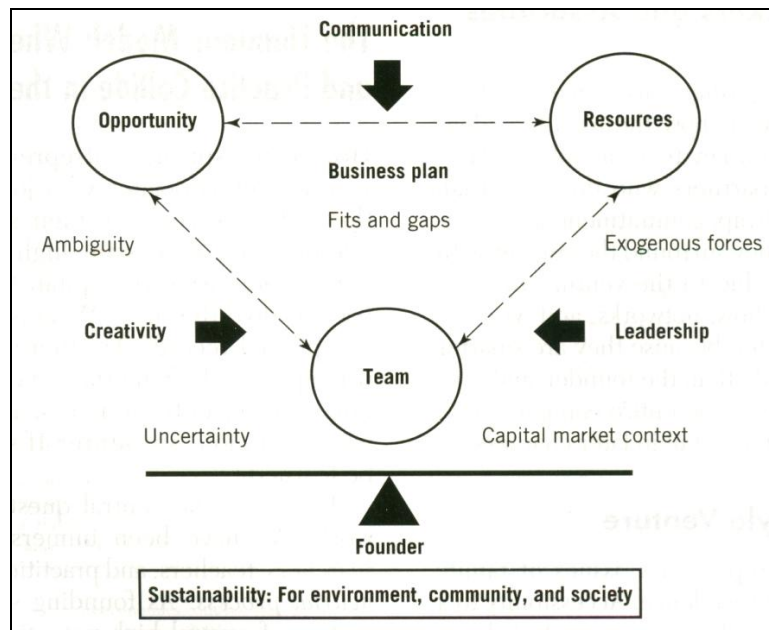 Communication
Opportunity
Resources
Business plan
Fits and gaps
Ambiguity
Exogenous forces
Creativity
Leadership
Team
Uncertainty
Capital market context
Founder
Sustainability: For environment, community, and society